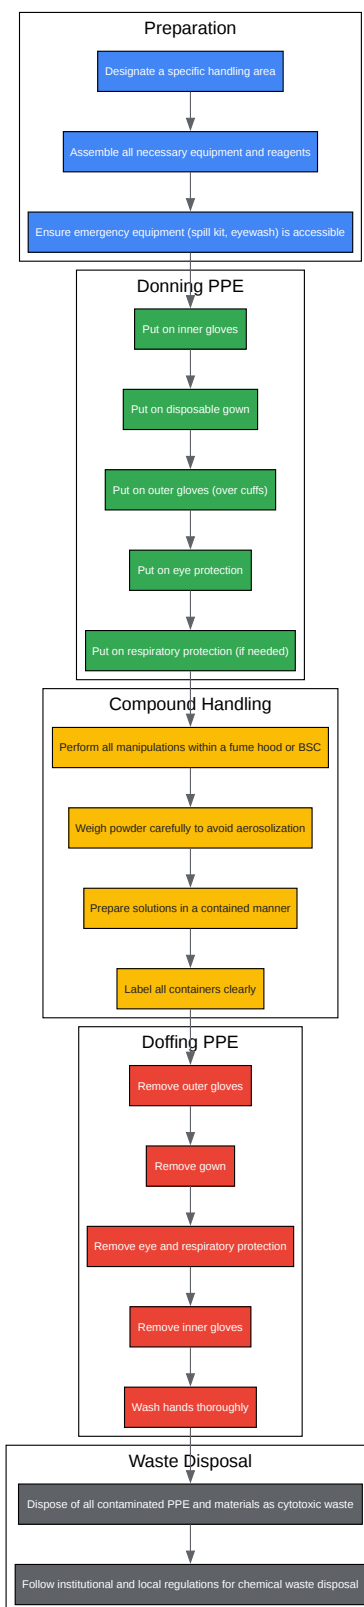 Preparation
Designate a specific handling area
Assemble all necessary equipment and reagents
Ensure emergency equipment (spill kit, eyewash) is accessible
Donning PPE
Put on inner gloves
Put on disposable gown
Put on outer gloves (over cuffs)
Put on eye protection
Put on respiratory protection (if needed)
Compound Handling
Perform all manipulations within a fume hood or BSC
Weigh powder carefully to avoid aerosolization
Prepare solutions in a contained manner
Label all containers clearly
Doffing PPE
Remove outer gloves
Remove gown
Remove eye and respiratory protection
Remove inner gloves
Wash hands thoroughly
Waste Disposal
Dispose of all contaminated PPE and materials as cytotoxic waste
Follow institutional and local regulations for chemical waste disposal